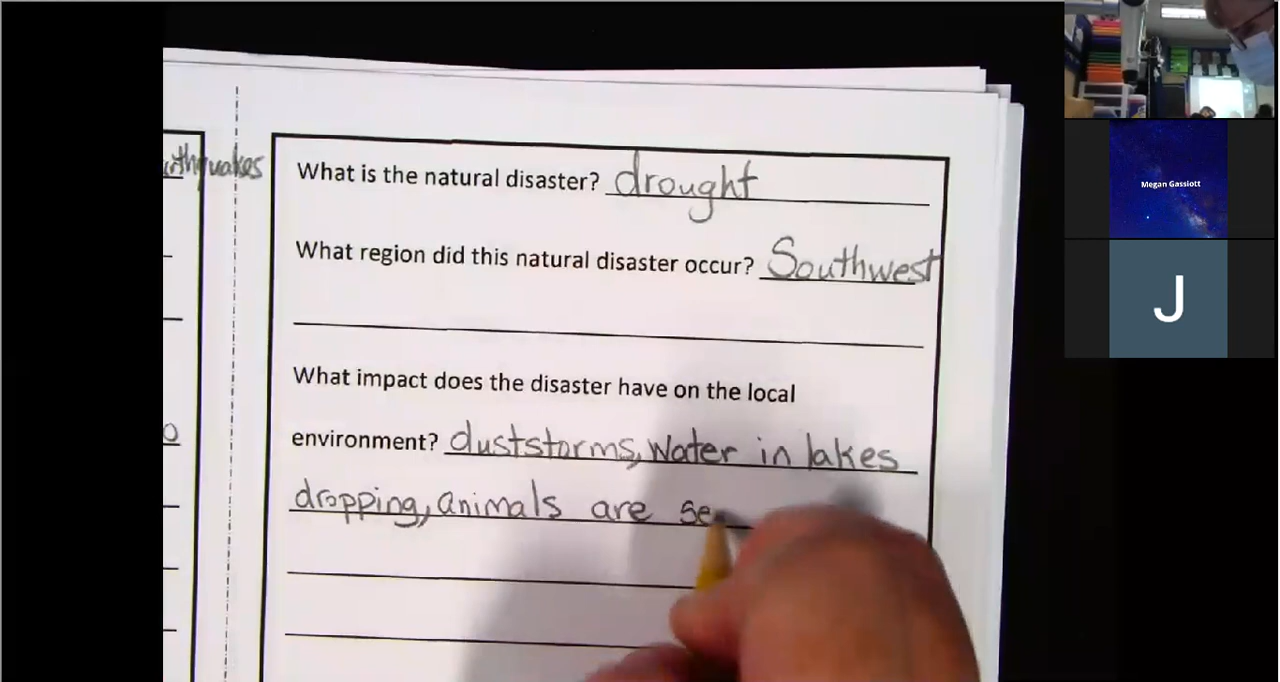 What is the natural disaster? drought
What region did this natural disaster occur? Southwest
What impact does the disaster have on the local
environment? duststorms, Water in lakes
dropping, animals are se
Megan Gassiott
J